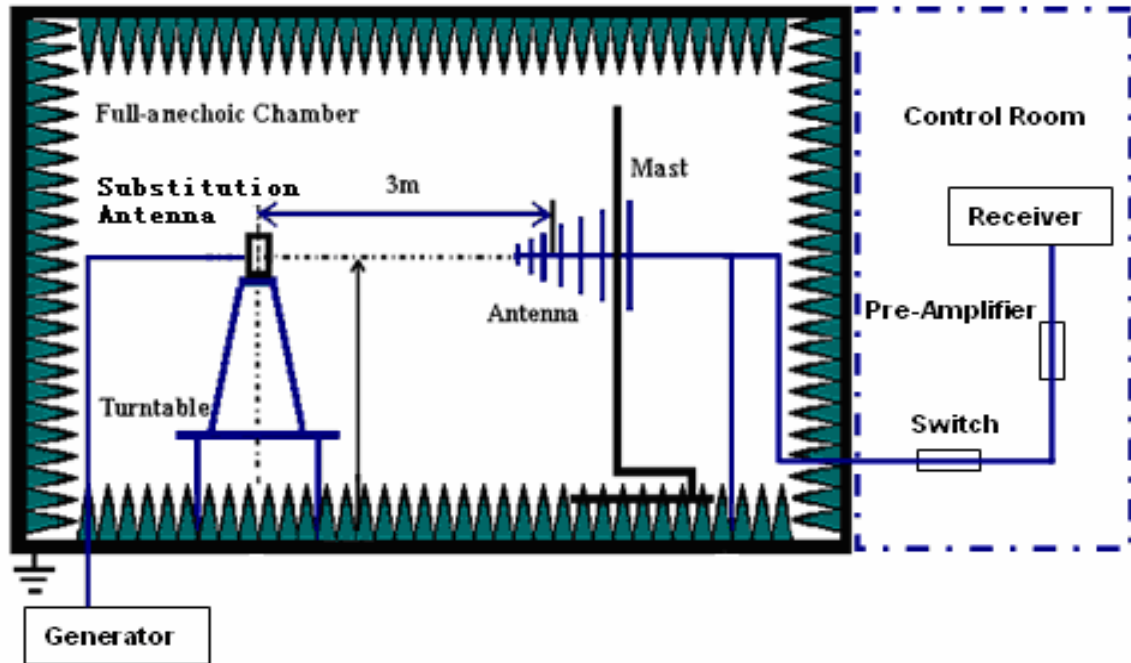 Full-anechoic Chamber
Control Room
Substitution
Antenna
3m
Mast
Receiver
Antenna
Pre-Amplifier
Turntable
Switch
Generator